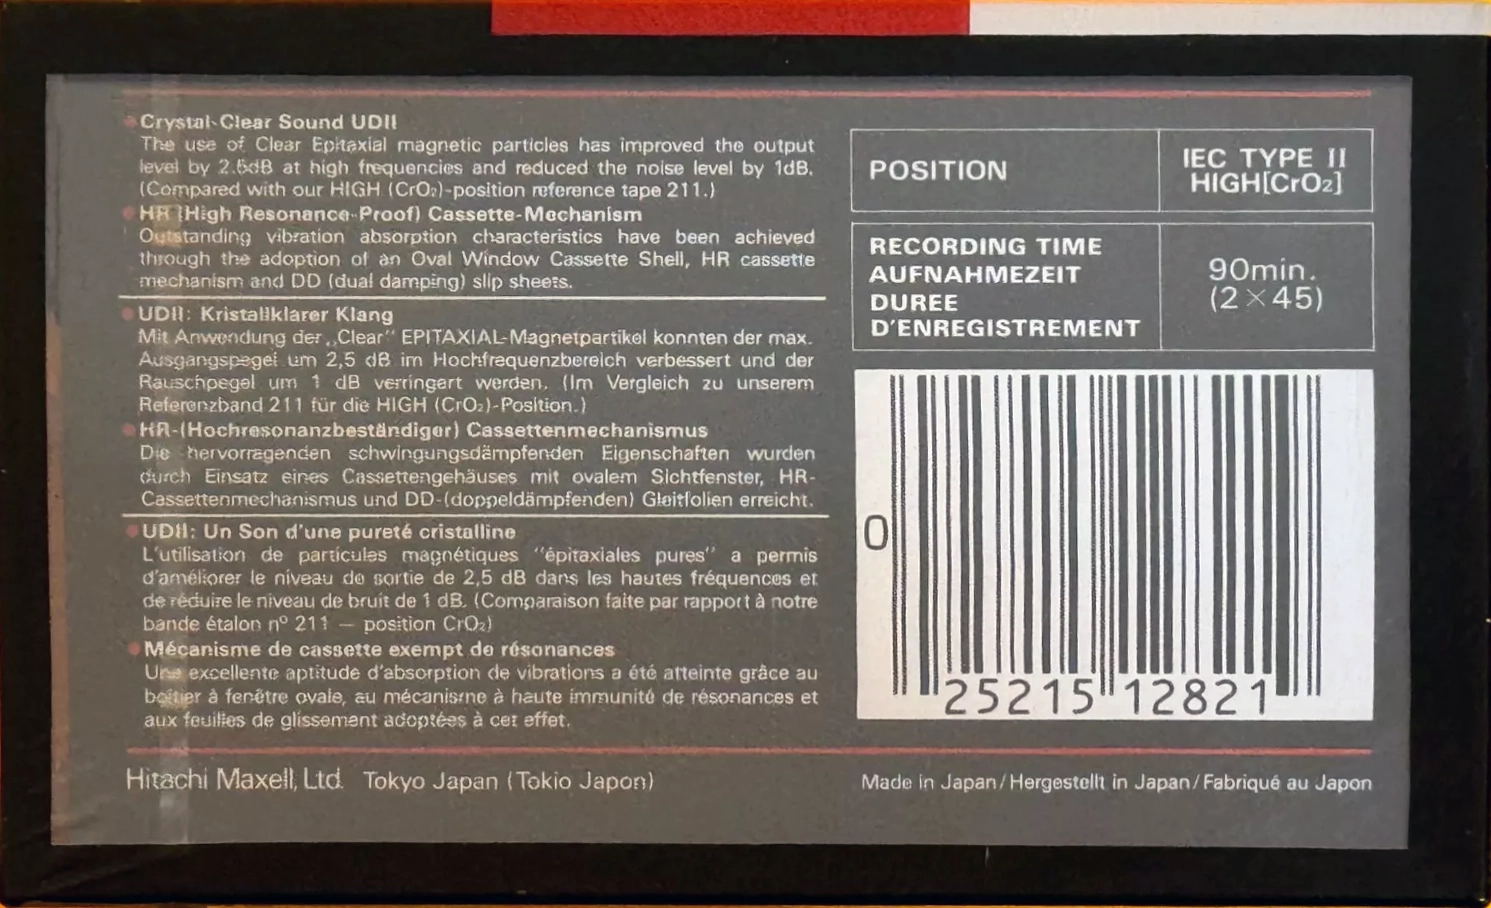 Crystal-Clear Sound UDII
The use of Clear Epitaxial magnetic particles has improved the output
level by 2.5dB at high frequencies and reduced the noise level by 1dB.
(Compared with our HIGH (CrO₂)-position reference tape 211.)
HR (High Resonance-Proof) Cassette-Mechanism
Outstanding vibration absorption characteristics have been achieved
through the adoption of an Oval Window Cassette Shell, HR cassette
mechanism and DD (dual damping) slip sheets.
UDII: Kristallklarer Klang
Mit Anwendung der „Clear" EPITAXIAL-Magnetpartikel konnten der max.
Ausgangspegel um 2,5 dB im Hochfrequenzbereich verbessert und der
Rauschpegel um 1 dB verringert werden. (Im Vergleich zu unserem
Referenzband 211 für die HIGH (CrO₂)-Position.)
HR-(Hochresonanzbeständiger) Cassettenmechanismus
Die hervorragenden schwingungsdämpfenden Eigenschaften wurden
durch Einsatz eines Cassettengehäuses mit ovalem Sichtfenster, HR-
Cassettenmechanismus und DD-(doppeldämpfenden) Gleitfolien erreicht.
UDII: Un Son d'une pureté cristalline
L'utilisation de particules magnétiques "épitaxiales pures" a permis
d'améliorer le niveau de sortie de 2,5 dB dans les hautes fréquences et
de réduire le niveau de bruit de 1 dB. (Comparaison faite par rapport à notre
bande étalon nº 211 — position CrO₂)
Mécanisme de cassette exempt de résonances
Une excellente aptitude d'absorption de vibrations a été atteinte grâce au
boîtier à fenêtre ovale, au mécanisme à haute immunité de résonances et
aux feuilles de glissement adoptées à cet effet.
Hitachi Maxell, Ltd. Tokyo Japan (Tokio Japon)
POSITION
IEC TYPE II
HIGH[CrO₂]
RECORDING TIME
AUFNAHMEZEIT
DUREE
D'ENREGISTREMENT
90min.
(2×45)
0 25215 12821
Made in Japan/Hergestellt in Japan/Fabriqué au Japon